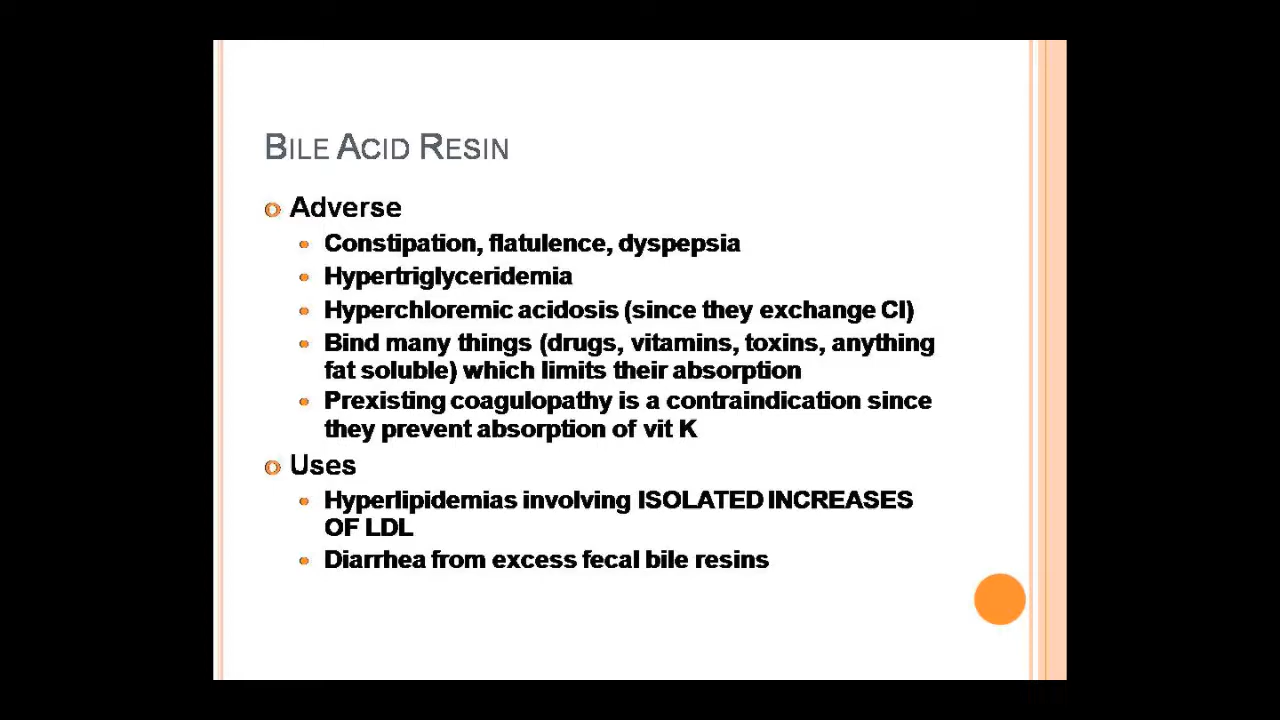 BILE ACID RESIN
Adverse
Constipation, flatulence, dyspepsia
Hypertriglyceridemia
Hyperchloremic acidosis (since they exchange Cl)
Bind many things (drugs, vitamins, toxins, anything
fat soluble) which limits their absorption
Prexisting coagulopathy is a contraindication since
they prevent absorption of vit K
Uses
Hyperlipidemias involving ISOLATED INCREASES
OF LDL
Diarrhea from excess fecal bile resins